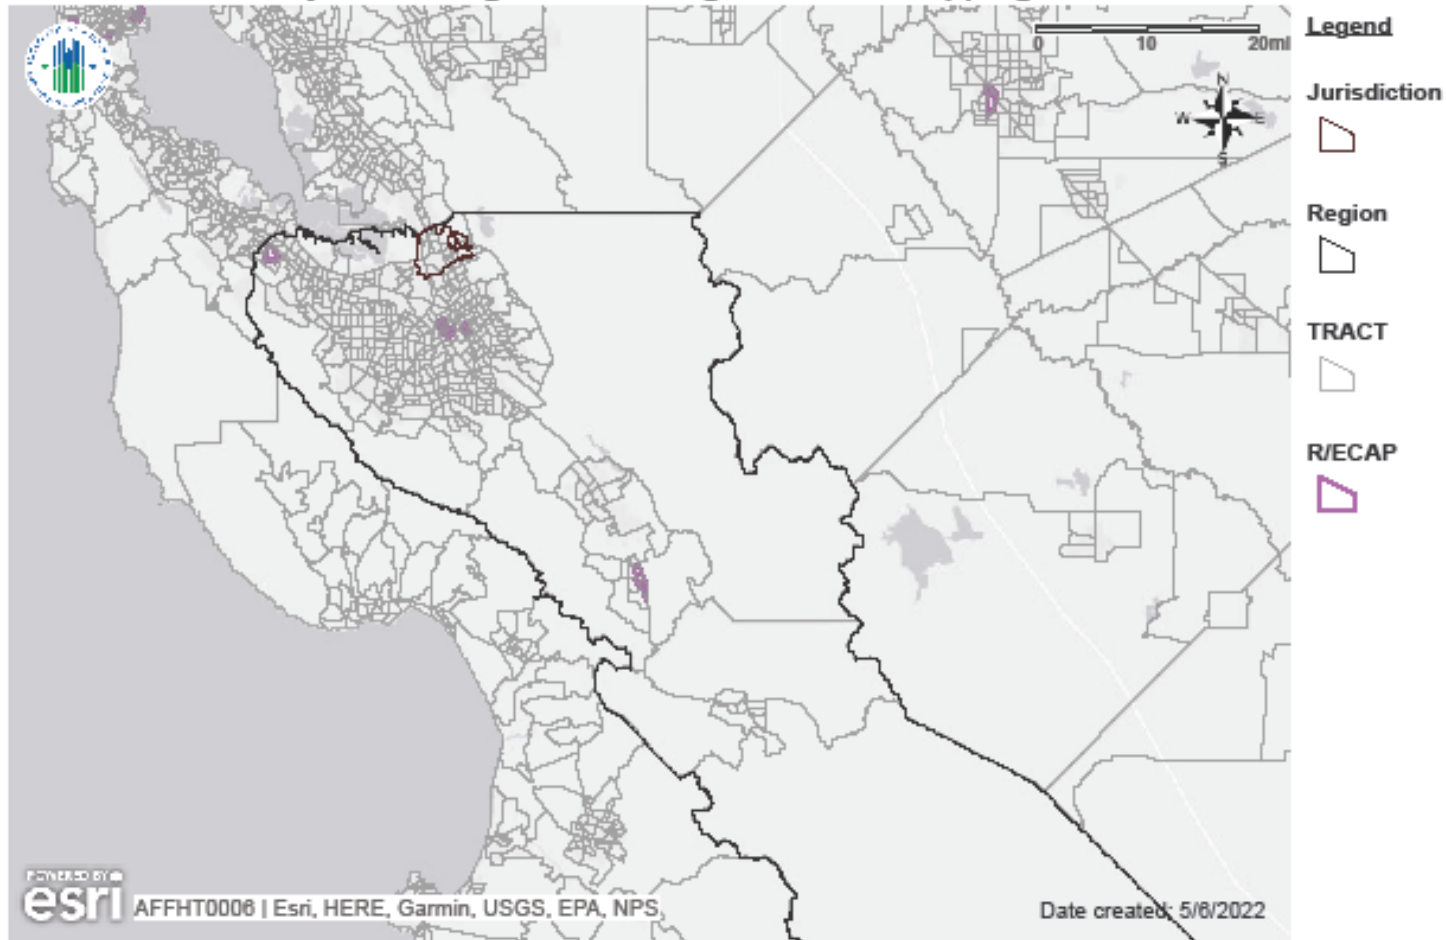 Legend
0 10 20mi
Jurisdiction
N
W E
S
Region
TRACT
R/ECAP
POWERED BY
esri
AFFHT0006 | Esri, HERE, Garmin, USGS, EPA, NPS
Date created: 5/6/2022